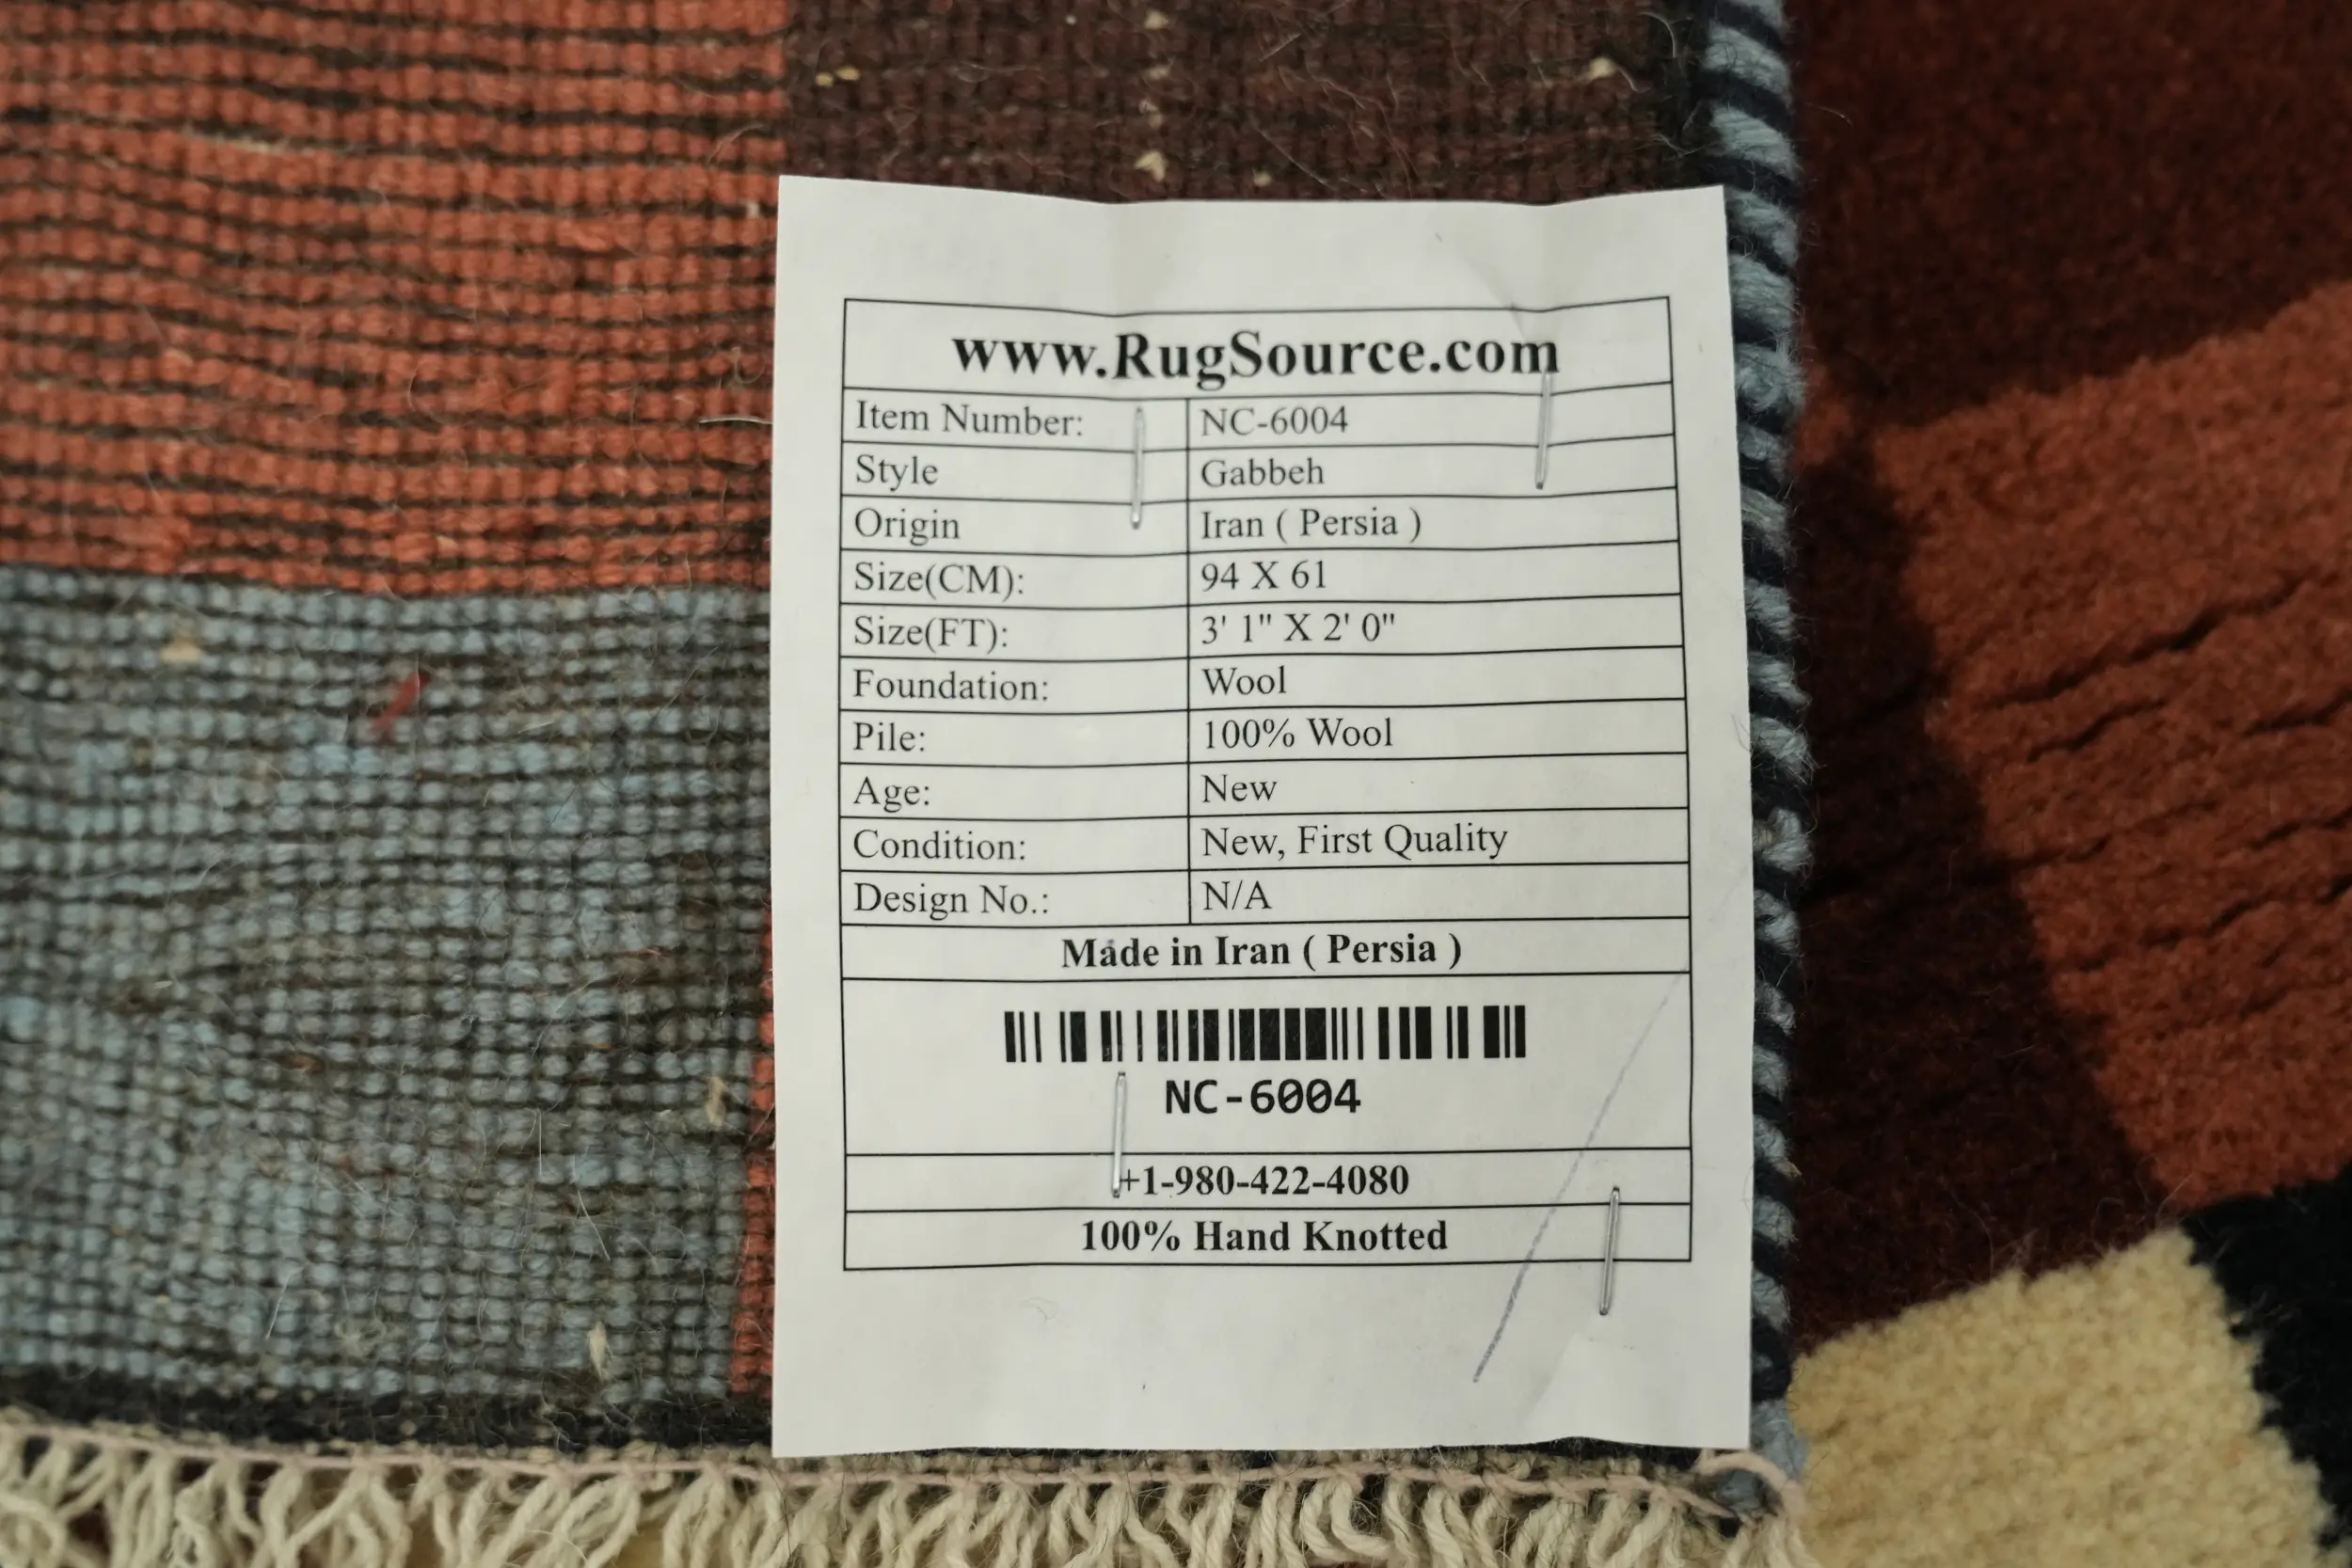 www.RugSource.com
Item Number: NC-6004
Style Gabbeh
Origin Iran ( Persia )
Size(CM): 94 X 61
Size(FT): 3' 1" X 2' 0"
Foundation: Wool
Pile: 100% Wool
Age: New
Condition: New, First Quality
Design No.: N/A
Made in Iran ( Persia )
NC-6004
+1-980-422-4080
100% Hand Knotted